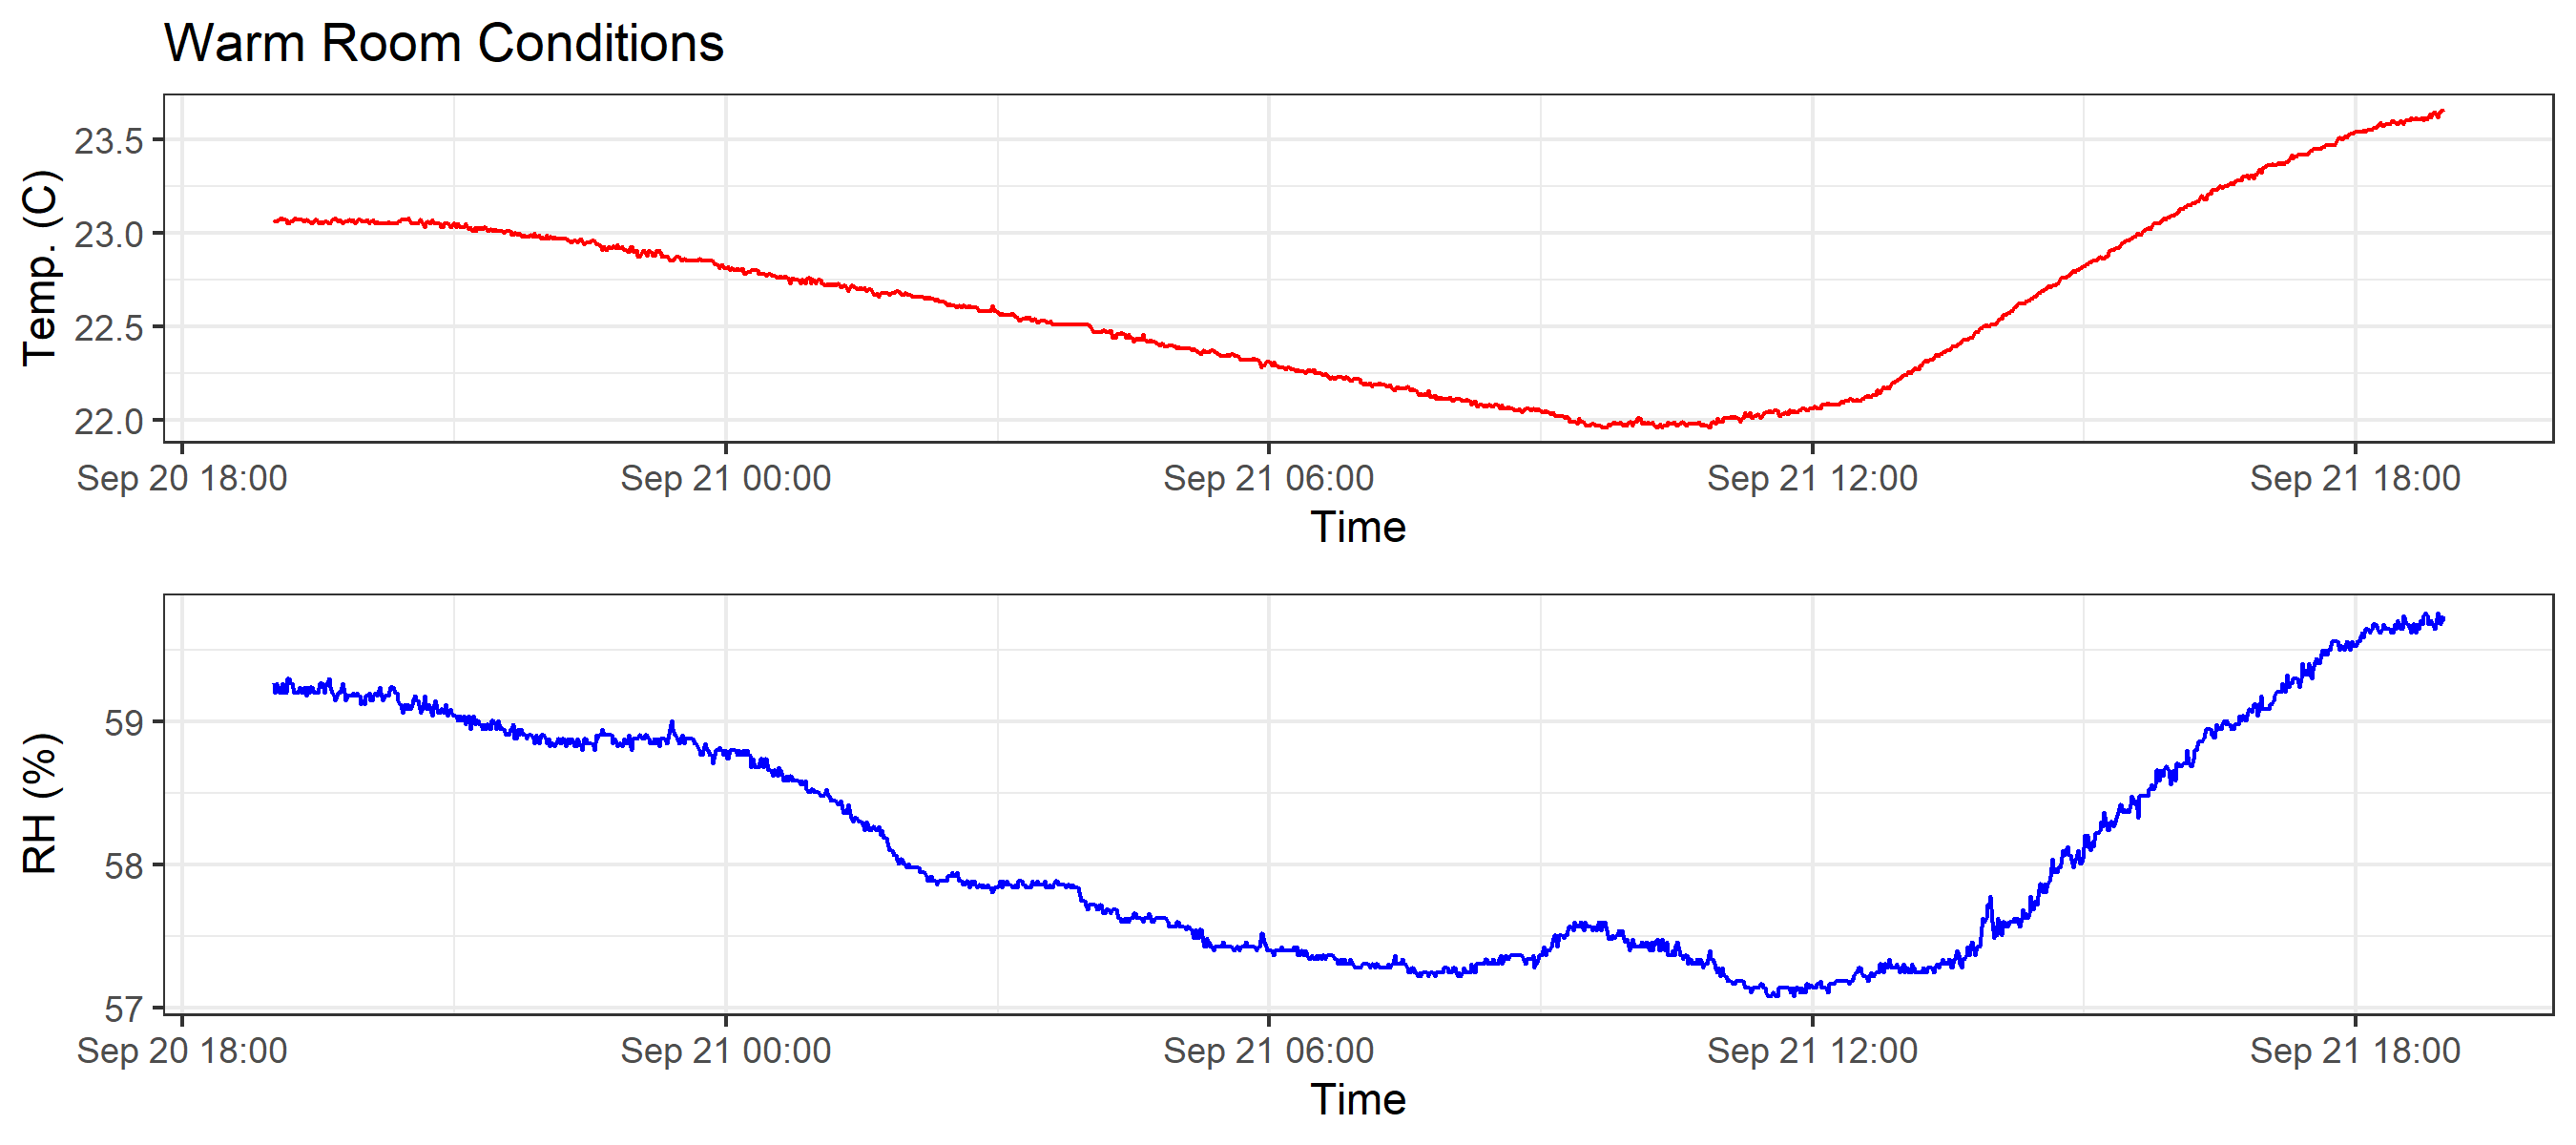 Warm Room Conditions
Temp. (C)
23.5
23.0
22.5
22.0
Sep 20 18:00 Sep 21 00:00 Sep 21 06:00 Sep 21 12:00 Sep 21 18:00
Time
RH (%)
59
58
57
Sep 20 18:00 Sep 21 00:00 Sep 21 06:00 Sep 21 12:00 Sep 21 18:00
Time